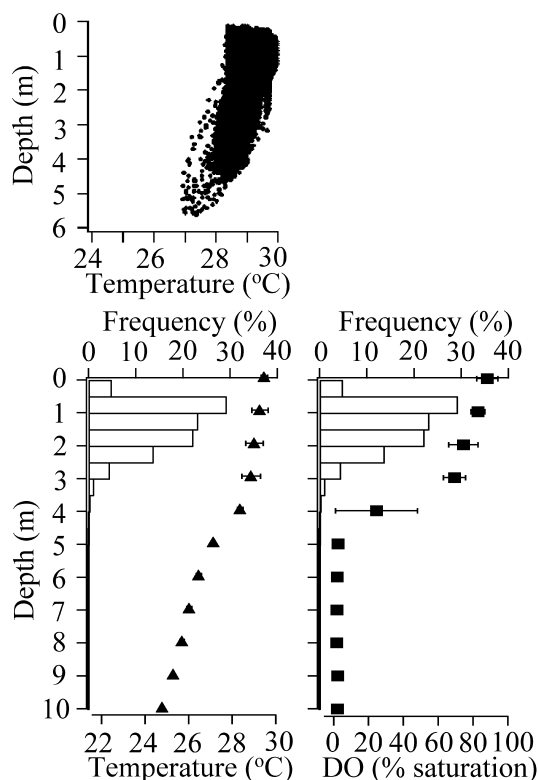 0
1
2
3
4
5
6
Depth (m)
24 26 28 30
Temperature (°C)
Frequency (%) Frequency (%)
0 10 20 30 40 0 10 20 30 40
0
1
2
3
4
5
6
7
8
9
10
Depth (m)
22 24 26 28 30 0 20 40 60 80 100
Temperature (°C) DO (% saturation)